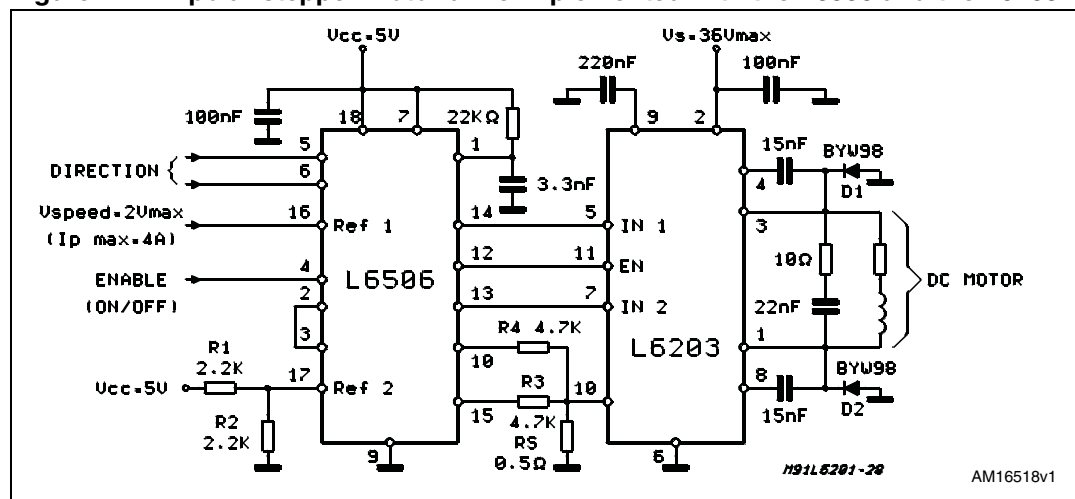 Vcc=5V
Vs=36Vmax
220nF
100nF
100nF
18
7
22KΩ
9
2
15nF
BYW98
5
1
4
D1
DIRECTION {
6
3.3nF
Vspeed=2Vmax
16
Ref 1
14
5
IN 1
3
(Ip max=4A)
12
11
EN
10Ω
ENABLE
4
L6506
DC MOTOR
(ON/OFF)
2
13
7
IN 2
22nF
3
R4 4.7K
L6203
1
R1
10
2.2K
R3
8
BYW98
Vcc=5V
17
Ref 2
15
10
15nF
D2
R2
4.7K
2.2K
RS
9
0.5Ω
6
M91L6201-28
AM16518v1